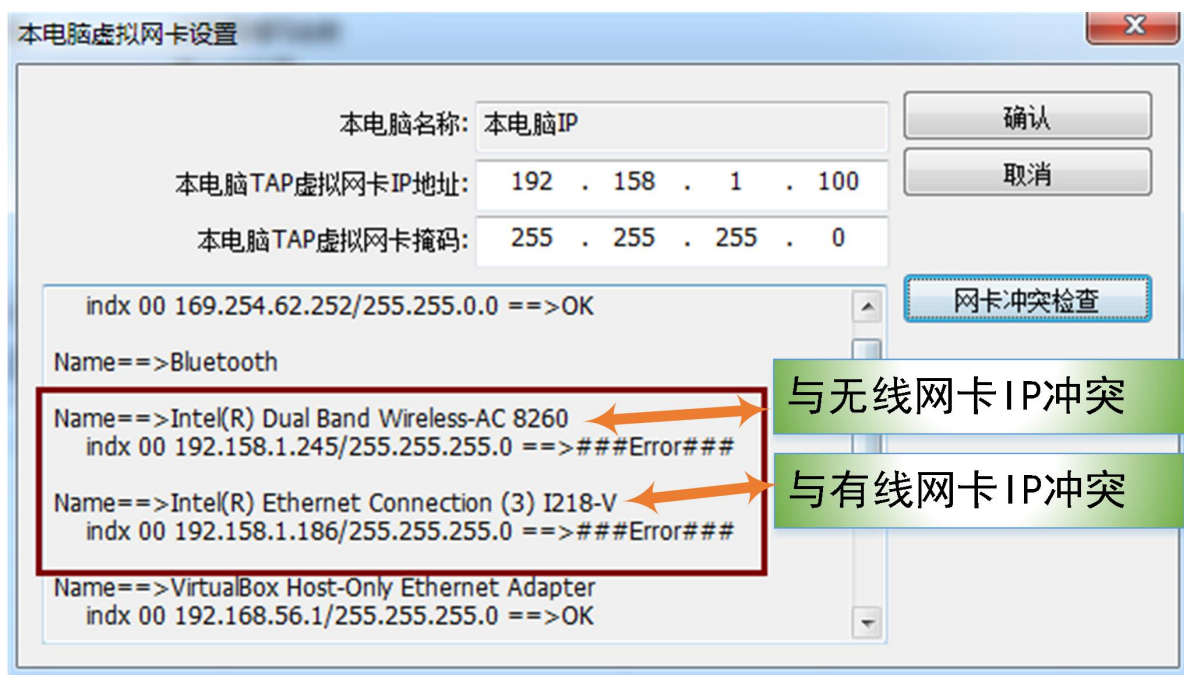 本电脑虚拟网卡设置
本电脑名称: 本电脑IP
确认
本电脑TAP虚拟网卡IP地址: 192 . 158 . 1 . 100
取消
本电脑TAP虚拟网卡掩码: 255 . 255 . 255 . 0
网卡冲突检查
indx 00 169.254.62.252/255.255.0.0 ==>OK
Name==>Bluetooth
与无线网卡IP冲突
Name==>Intel(R) Dual Band Wireless-AC 8260
indx 00 192.158.1.245/255.255.255.0 ==>###Error###
与有线网卡IP冲突
Name==>Intel(R) Ethernet Connection (3) I218-V
indx 00 192.158.1.186/255.255.255.0 ==>###Error###
Name==>VirtualBox Host-Only Ethernet Adapter
indx 00 192.168.56.1/255.255.255.0 ==>OK